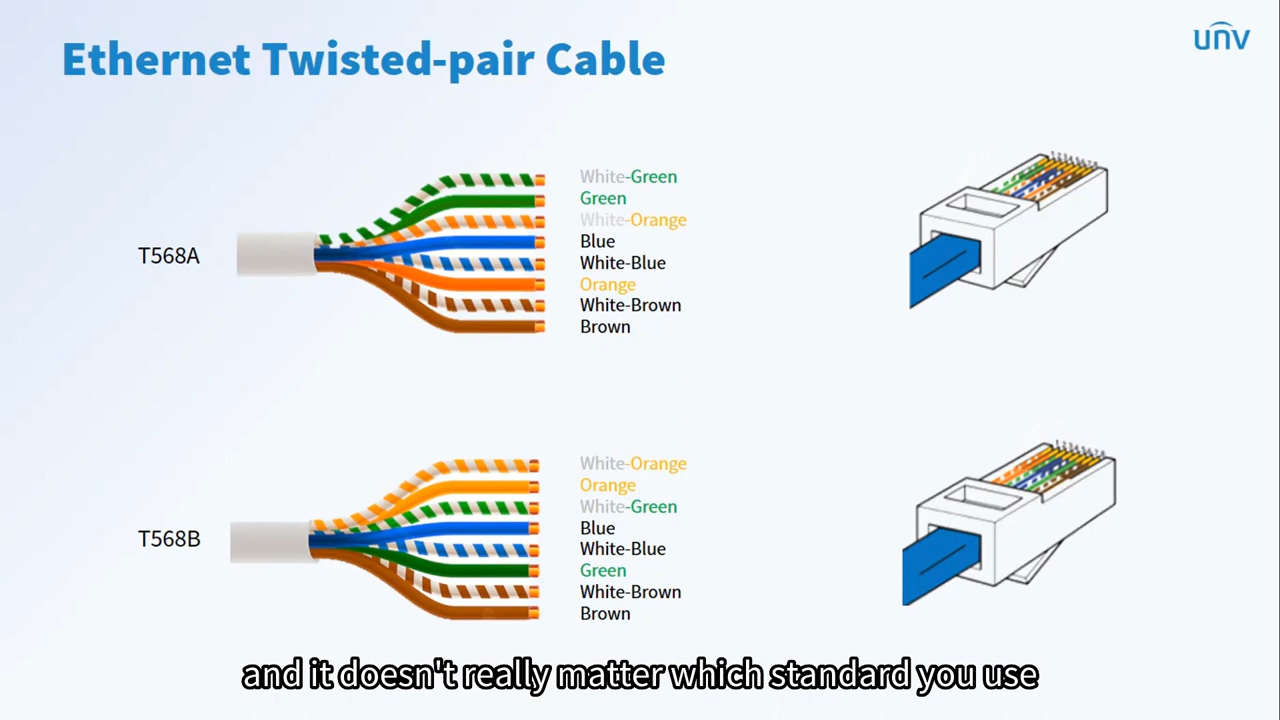 Ethernet Twisted-pair Cable
unv
T568A
White-Green
Green
White-Orange
Blue
White-Blue
Orange
White-Brown
Brown
T568B
White-Orange
Orange
White-Green
Blue
White-Blue
Green
White-Brown
Brown
and it doesn't really matter which standard you use